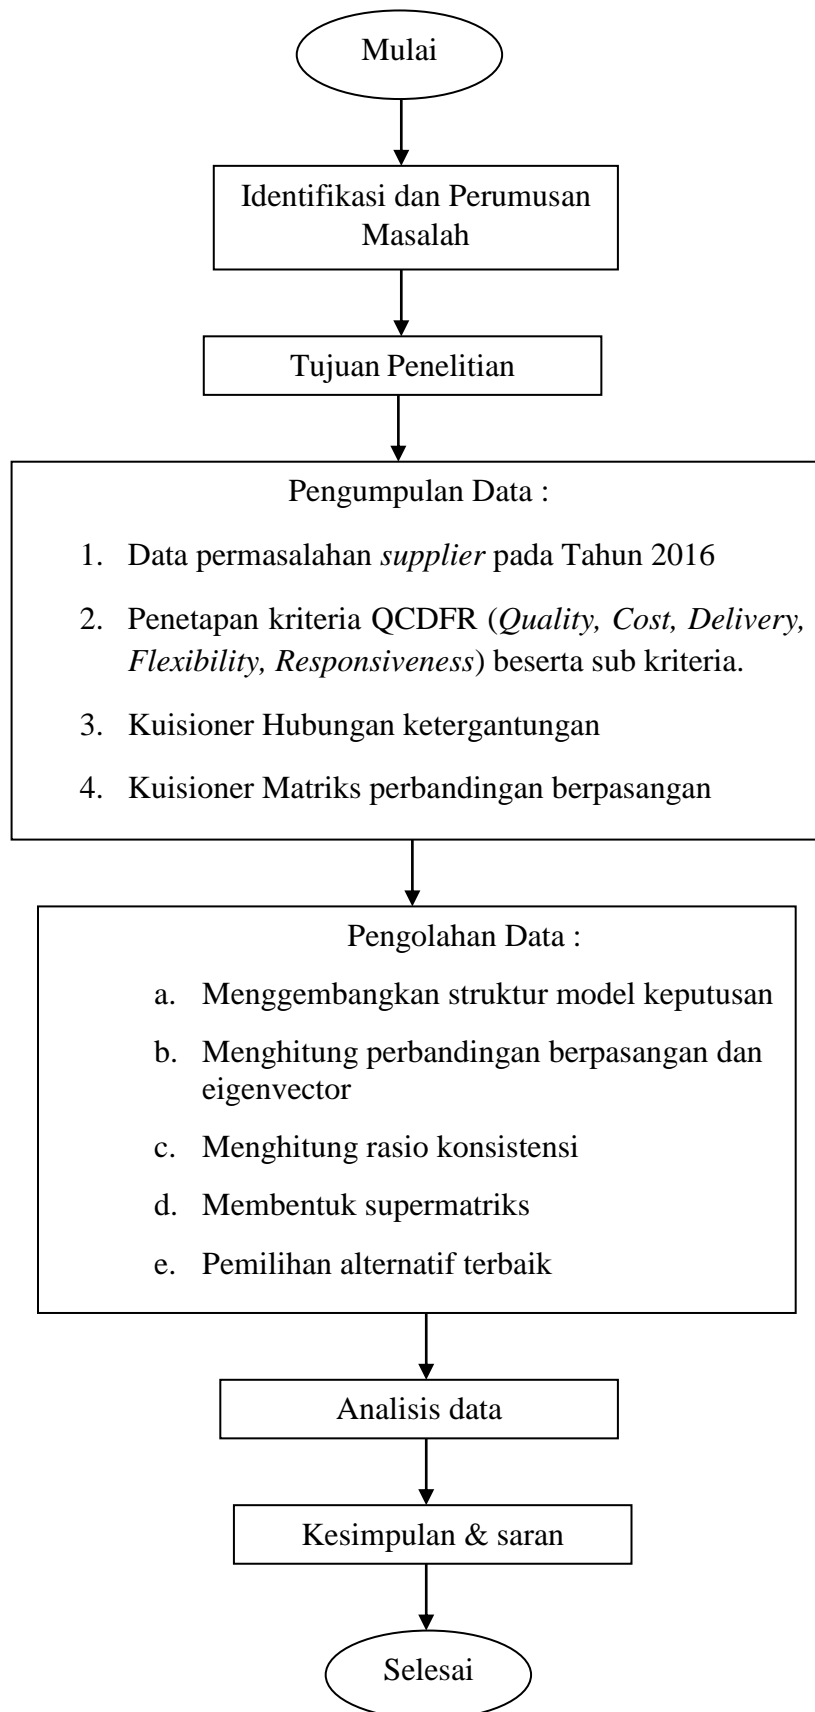 Mulai
Identifikasi dan Perumusan
Masalah
Tujuan Penelitian
Pengumpulan Data :
1. Data permasalahan supplier pada Tahun 2016
2. Penetapan kriteria QCDFR (Quality, Cost, Delivery,
Flexibility, Responsiveness) beserta sub kriteria.
3. Kuisioner Hubungan ketergantungan
4. Kuisioner Matriks perbandingan berpasangan
Pengolahan Data :
a. Menggembangkan struktur model keputusan
b. Menghitung perbandingan berpasangan dan
eigenvector
c. Menghitung rasio konsistensi
d. Membentuk supermatriks
e. Pemilihan alternatif terbaik
Analisis data
Kesimpulan & saran
Selesai